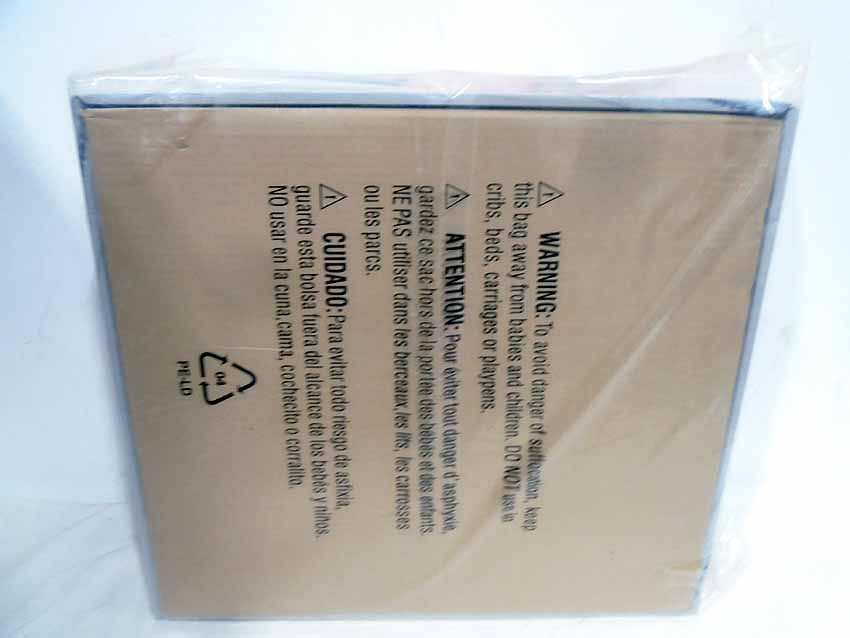 WARNING: To avoid danger of suffocation, keep
this bag away from babies and children. DO NOT use in
cribs, beds, carriages or playpens.
ATTENTION: Pour éviter tout danger d'asphyxie,
gardez ce sac hors de la portée des bebés et des enfants.
NE PAS utiliser dans les berceaux, les lits, les carrosses
ou les parcs.
CUIDADO: Para evitar todo riesgo de asfixia,
guarde esta bolsa fuera del alcance de los bebés y niños.
NO usar en la cuna, cama, cochecito o corralito.
04
PE-LD